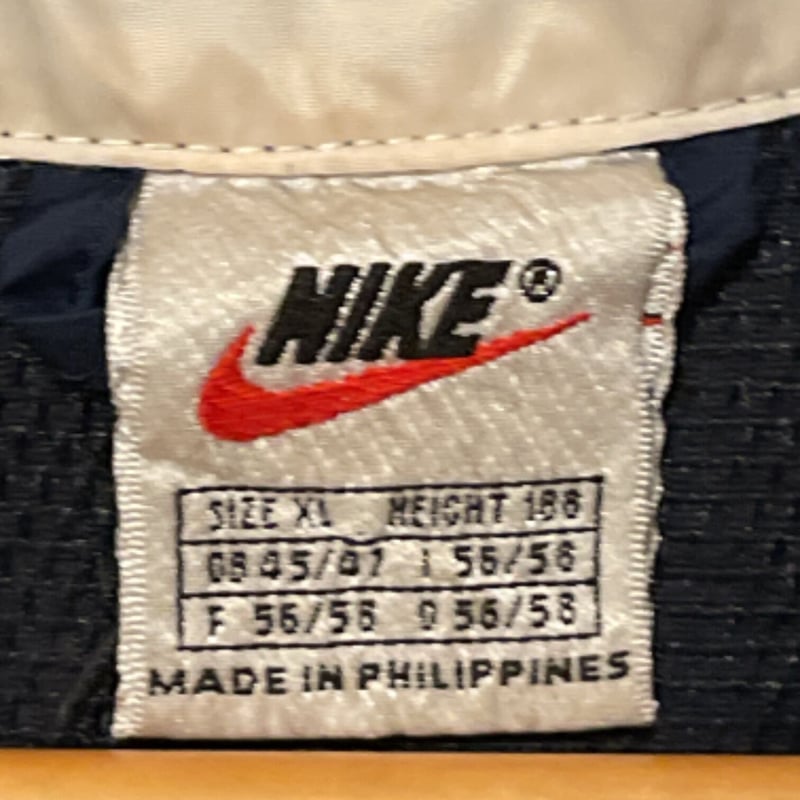 NIKE®
SIZE XL HEIGHT 188
GB 45/47 I 56/58
F 56/58 D 56/58
MADE IN PHILIPPINES